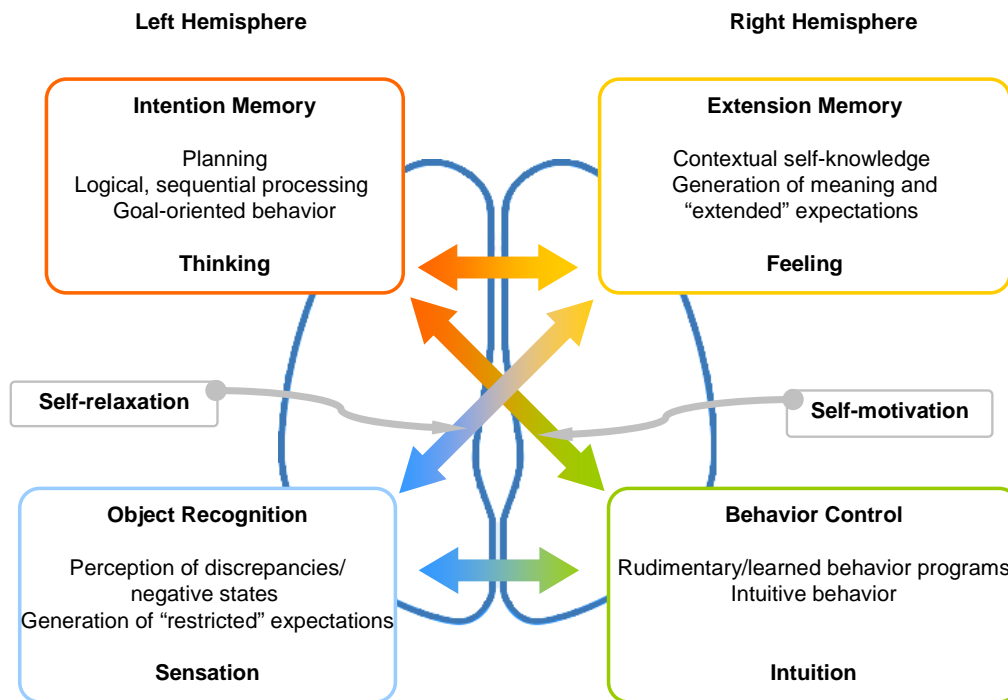 Left Hemisphere
Right Hemisphere
Intention Memory
Planning
Logical, sequential processing
Goal-oriented behavior
Thinking
Extension Memory
Contextual self-knowledge
Generation of meaning and
“extended” expectations
Feeling
Self-relaxation
Self-motivation
Object Recognition
Perception of discrepancies/
negative states
Generation of “restricted” expectations
Sensation
Behavior Control
Rudimentary/learned behavior programs
Intuitive behavior
Intuition